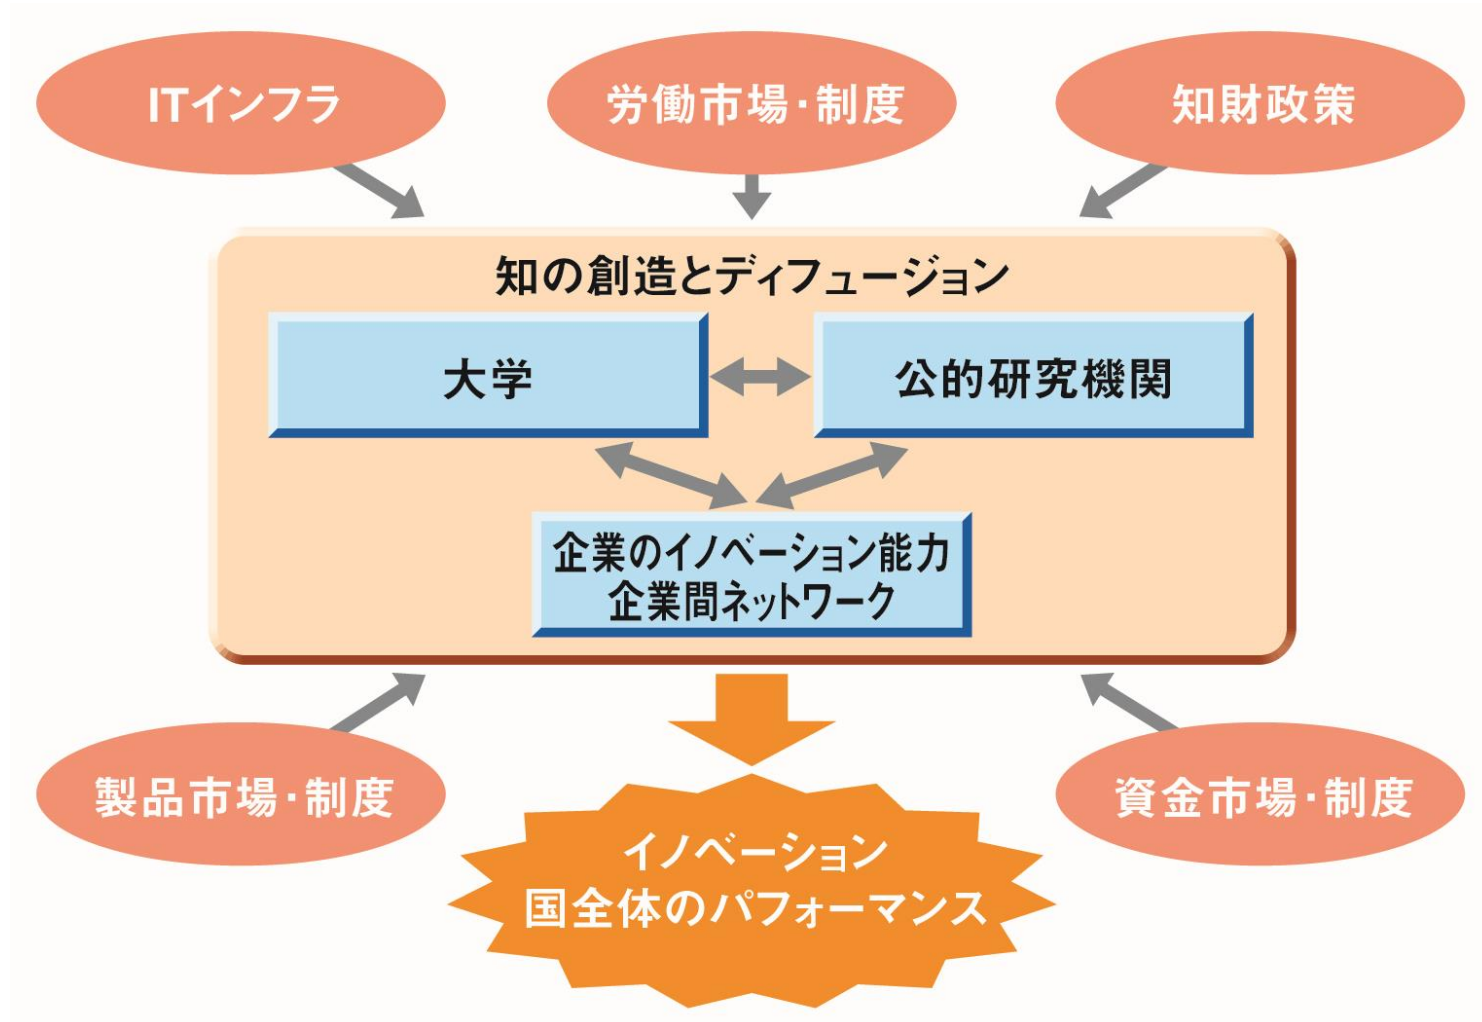 ITインフラ
労働市場・制度
知財政策
知の創造とディフュージョン
大学
公的研究機関
企業のイノベーション能力
企業間ネットワーク
製品市場・制度
資金市場・制度
イノベーション
国全体のパフォーマンス